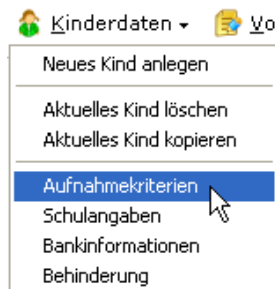 Kinderdaten Vo
Neues Kind anlegen
Aktuelles Kind löschen
Aktuelles Kind kopieren
Aufnahmekriterien
Schulangaben
Bankinformationen
Behinderung